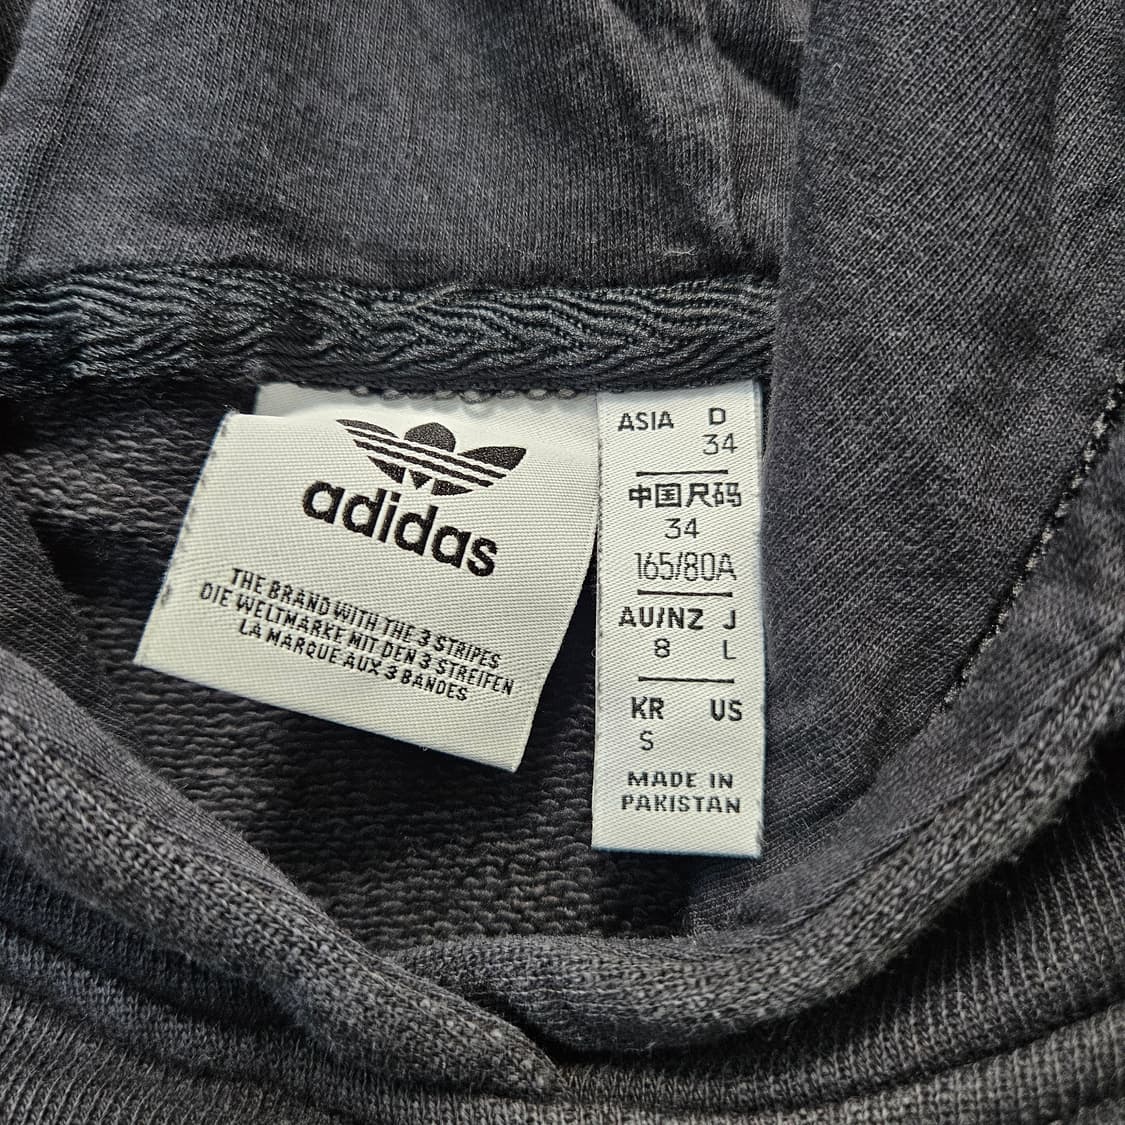 adidas
THE BRAND WITH THE 3 STRIPES
DIE WELTMARKE MIT DEN 3 STREIFEN
LA MARQUE AUX 3 BANDES
ASIA D
34
中国尺码
34
165/80A
AU/NZ J
8 L
KR US
S
MADE IN
PAKISTAN